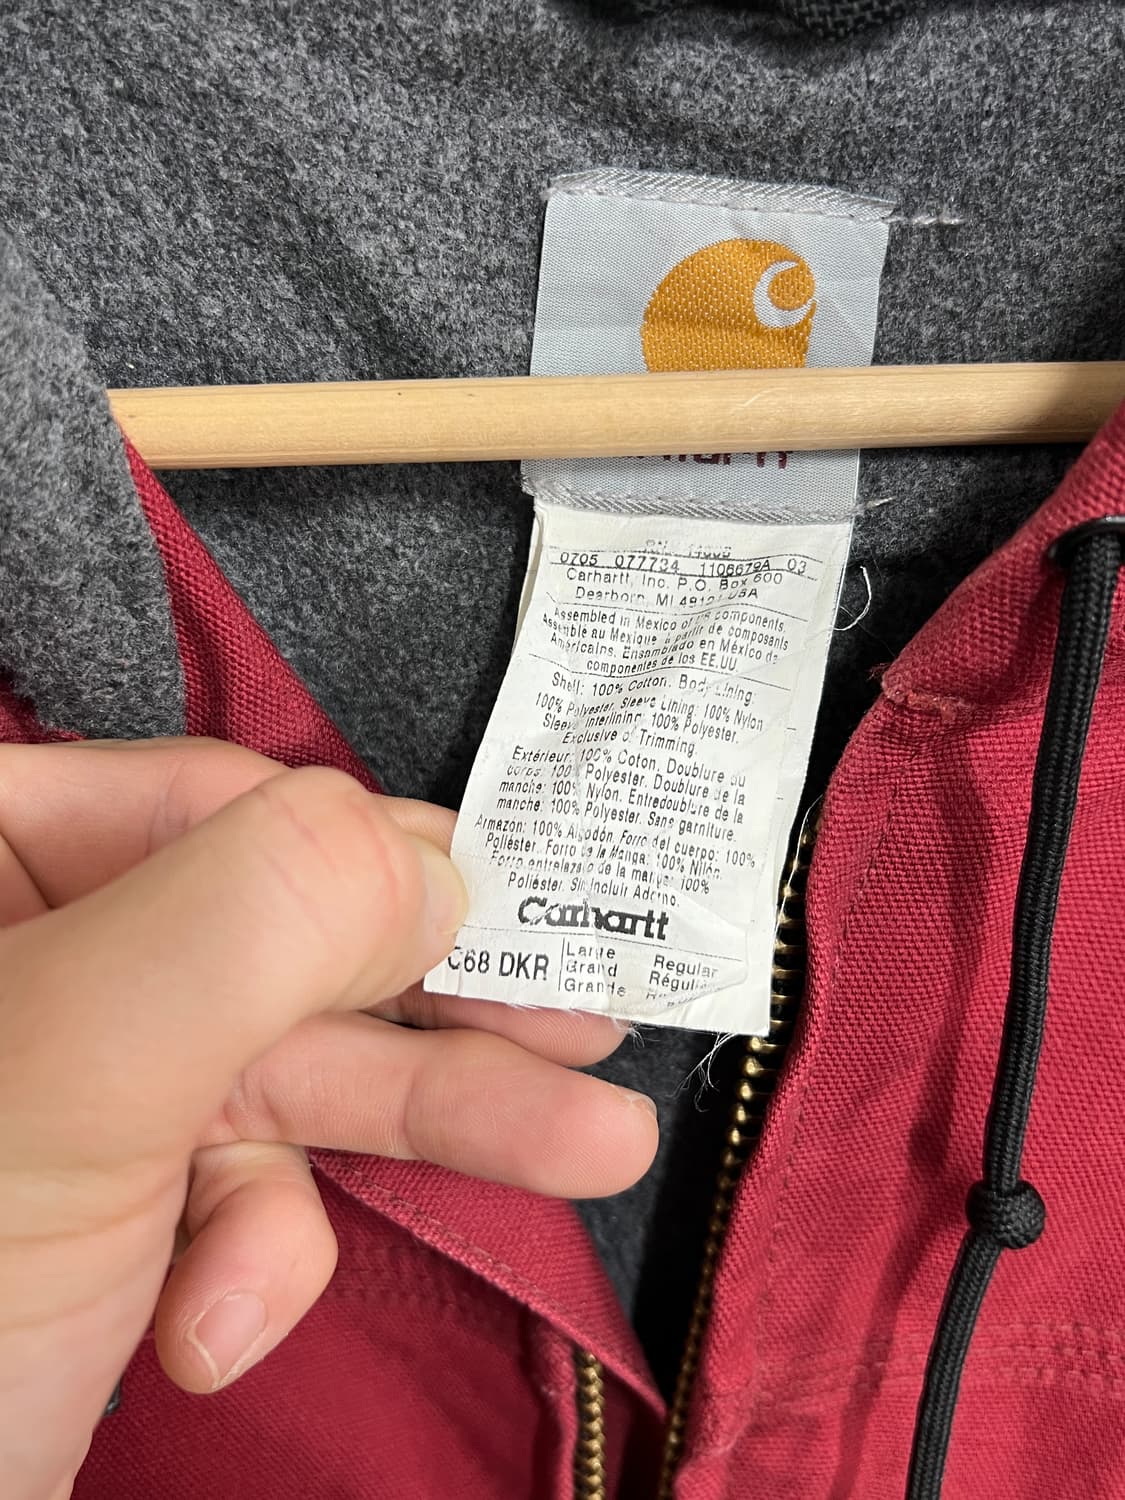 0705 077734 1106679A 03
Carhartt, Inc. P.O. Box 600
Dearborn, MI USA
Assembled in Mexico of components.
Assemblé au Mexique à partir de composants
Américains. Ensamblado en México de
componentes de los EE.UU.
Shell: 100% Cotton. Body Lining:
100% Polyester. Sleeve Lining: 100% Nylon
Sleeve Interlining: 100% Polyester.
Exclusive of Trimming.
Extérieur: 100% Coton. Doublure du
corps: 100% Polyester. Doublure de la
manche: 100% Nylon. Entredoublure de la
manche: 100% Polyester. Sans garniture.
Armazón: 100% Algodón Forro del cuerpo: 100%
Poliéster. Forro de la Manga: 100% Nilón.
Forro entrelazado de la manga: 100%
Poliéster. Sin Incluir Adorno.
Carhartt
C68 DKR
Large Regular
Grand Régulier
Grande